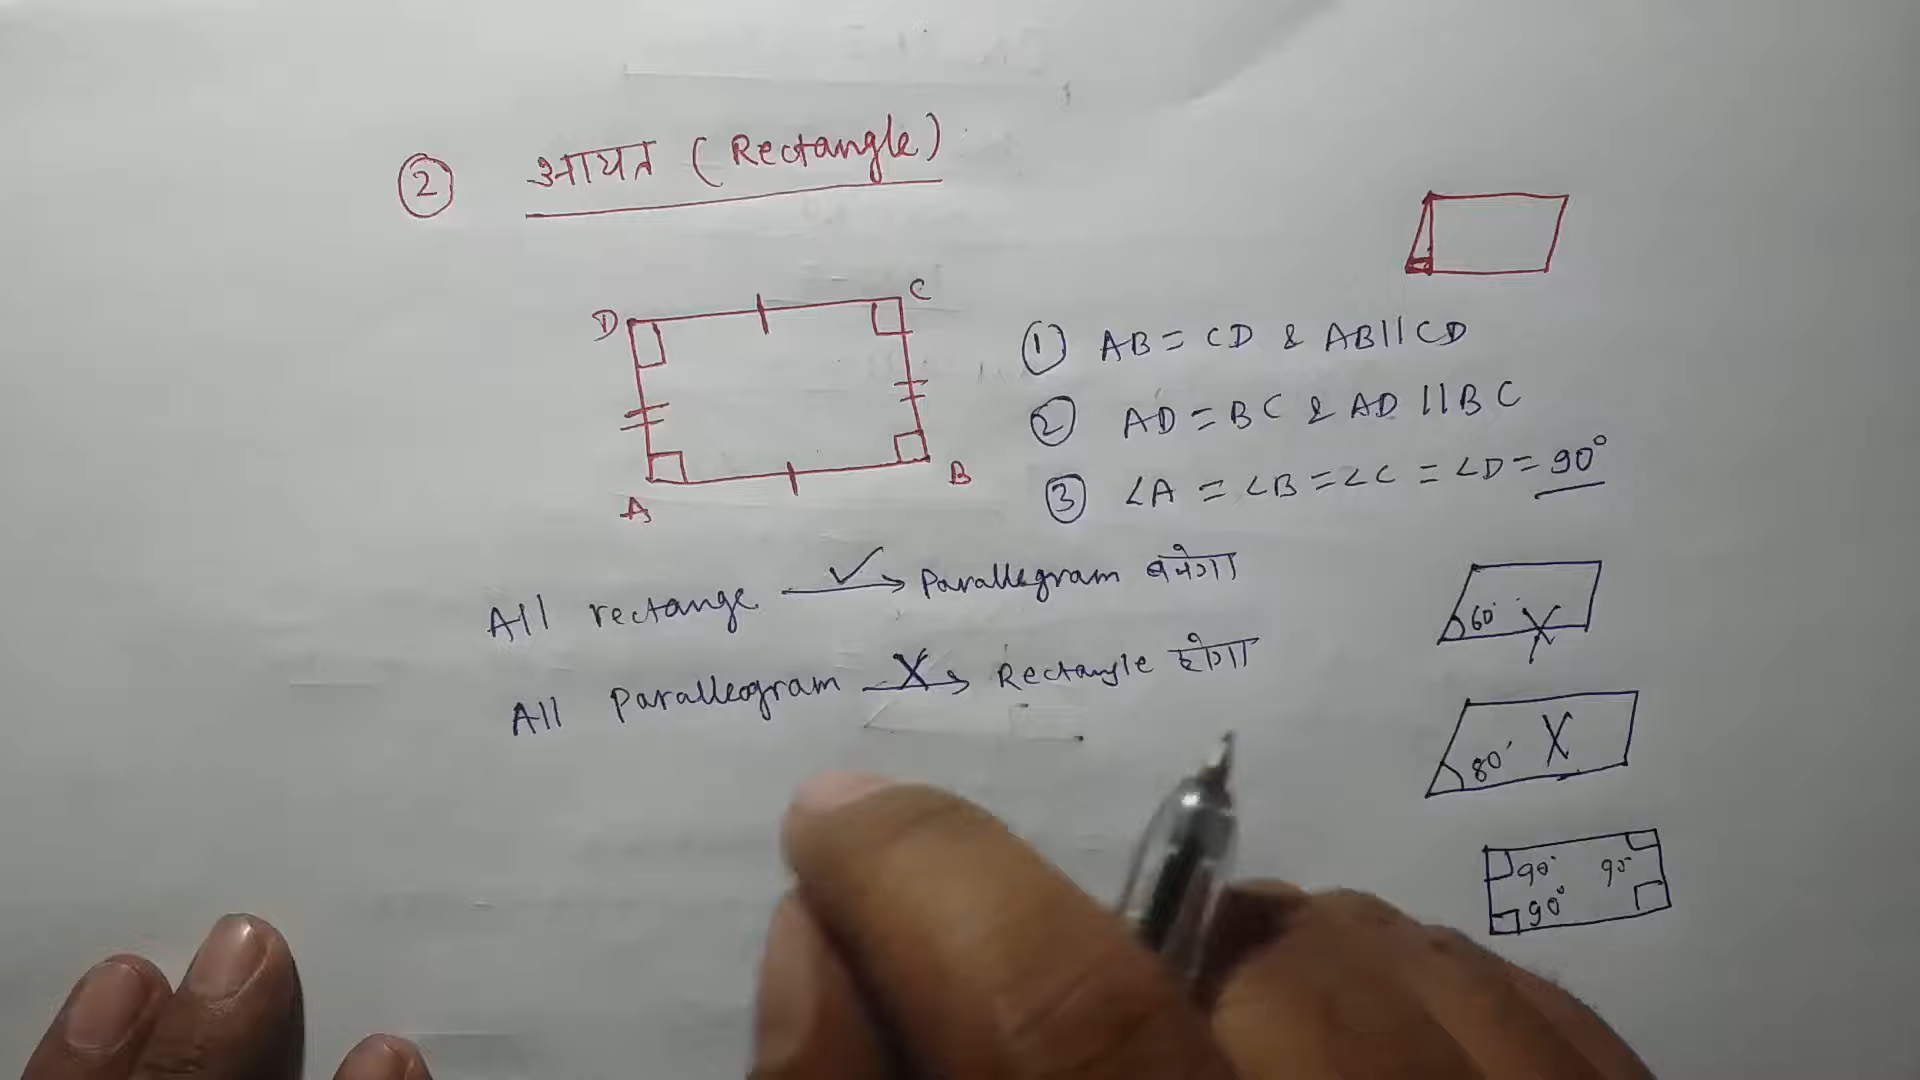 ② आयत (Rectangle)
D C
A B
① AB = CD & AB||CD
② AD = BC & AD ||BC
③ ∠A = ∠B = ∠C = ∠D = 90°
All rectange ✓→ Parallegram बनेगा
All Paralleogram X→ Rectangle होगा
60° X
80° X
90° 90°
90°